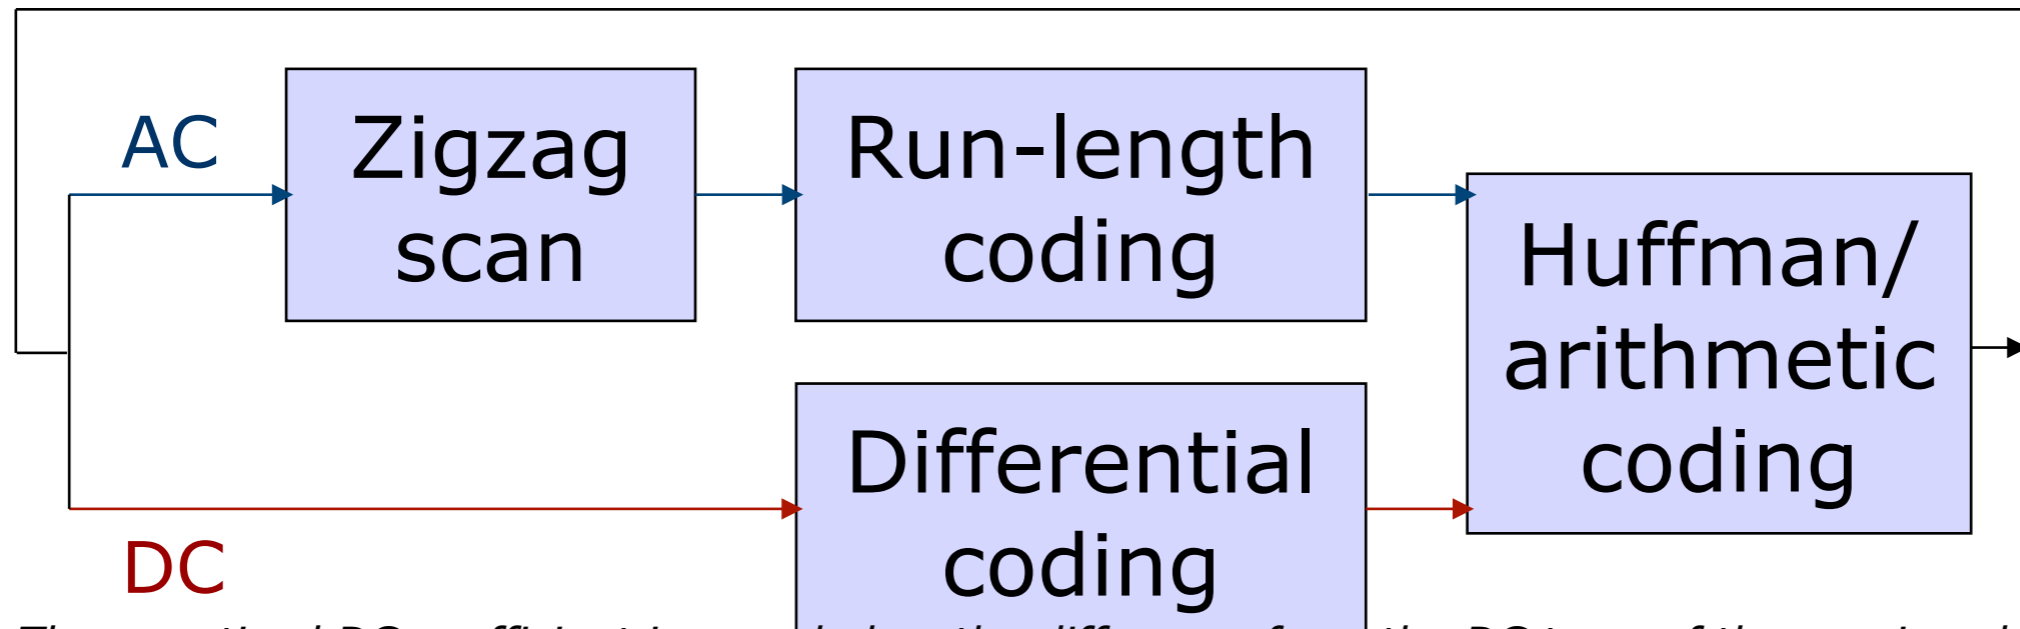 AC
Zigzag
scan
Run-length
coding
Huffman/
arithmetic
coding
Differential
coding
DC